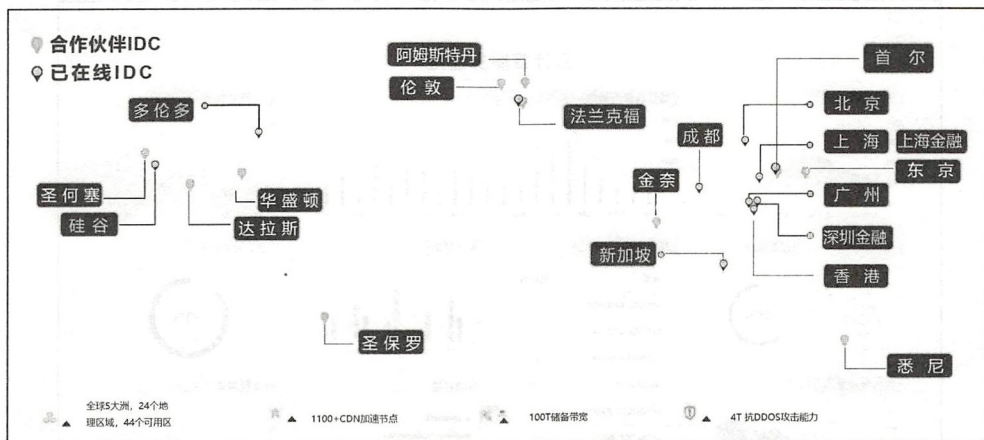 合作伙伴IDC
已在线IDC
阿姆斯特丹
首尔
伦敦
多伦多
法兰克福
北京
成都
上海 上海金融
东京
圣何塞
金奈
华盛顿
广州
硅谷
达拉斯
深圳金融
新加坡
香港
圣保罗
悉尼
全球5大洲，24个地
理区域，44个可用区
1100+CDN加速节点
100T储备带宽
4T 抗DDOS攻击能力